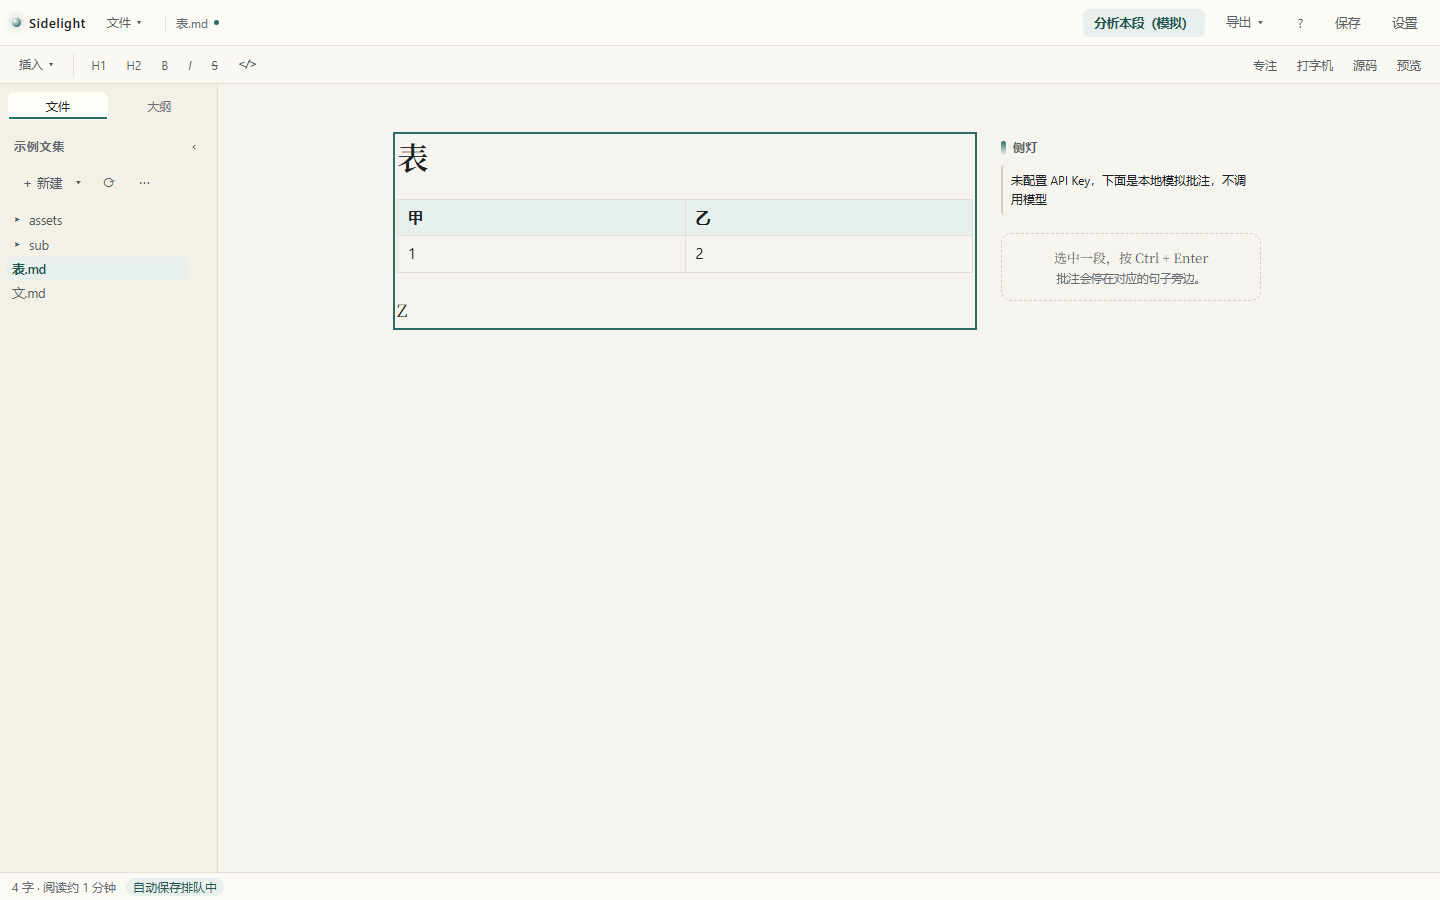 Sidelight 文件 表.md 分析本段（模拟） 导出 ? 保存 设置
插入 H1 H2 B I S </> 专注 打字机 源码 预览
文件 大纲
示例文集
+ 新建 ···
assets
sub
表.md
文.md
表
甲 乙
1 2
Z
侧灯
未配置 API Key，下面是本地模拟批注，不调
用模型
选中一段，按 Ctrl + Enter
批注会停在对应的句子旁边。
4 字 · 阅读约 1 分钟 自动保存排队中